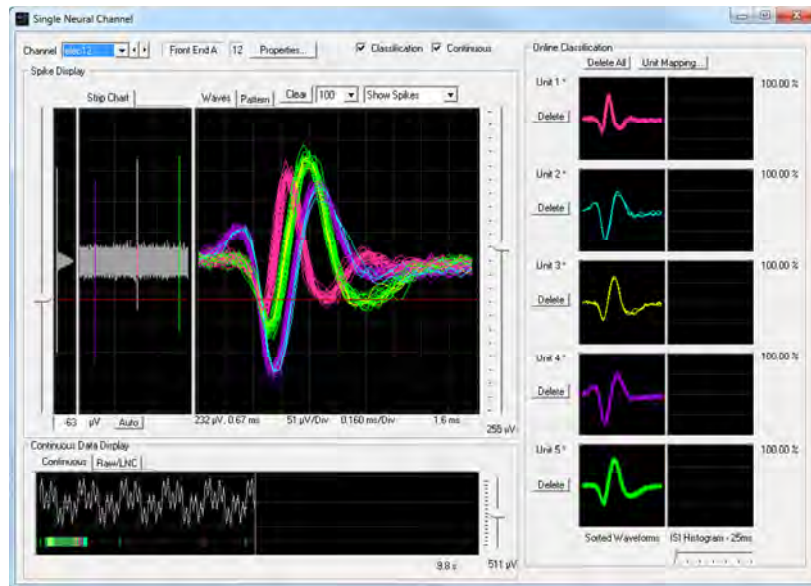 Single Neural Channel
Channel elec12 Front End A 12 Properties... Classification Continuous
Spike Display
Strip Chart Waves Pattern Clear 100 Show Spikes
-63 µV Auto 232 µV, 0.67 ms 51 µV/Div 0.160 ms/Div 1.6 ms
255 µV
Continuous Data Display
Continuous Raw/LNC
9.8 s 511 µV
Online Classification
Delete All Unit Mapping...
Unit 1 * 100.00 %
Delete
Unit 2 * 100.00 %
Delete
Unit 3 * 100.00 %
Delete
Unit 4 * 100.00 %
Delete
Unit 5 * 100.00 %
Delete
Sorted Waveforms ISI Histogram - 25ms